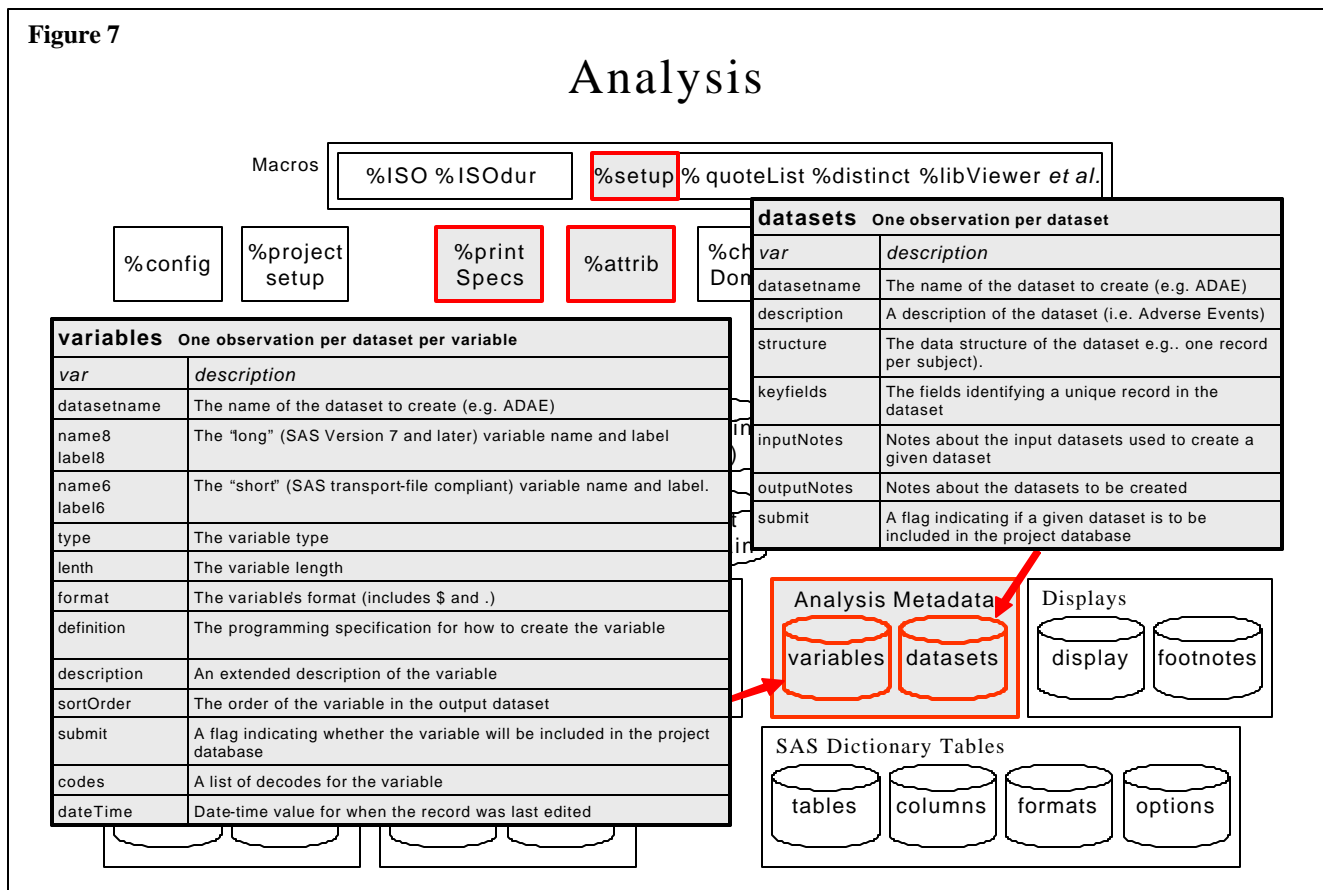 Figure 7
Analysis
Macros
%ISO %ISOdur
%setup % quoteList %distinct %libViewer et al.
%config
%project
setup
%print
Specs
%attrib
%ch
Dom
datasets One observation per dataset
var description
datasetname The name of the dataset to create (e.g. ADAE)
description A description of the dataset (i.e. Adverse Events)
structure The data structure of the dataset e.g.. one record
per subject).
keyfields The fields identifying a unique record in the
dataset
inputNotes Notes about the input datasets used to create a
given dataset
outputNotes Notes about the datasets to be created
submit A flag indicating if a given dataset is to be
included in the project database
variables One observation per dataset per variable
var description
datasetname The name of the dataset to create (e.g. ADAE)
name8 The “long” (SAS Version 7 and later) variable name and label
label8
name6 The “short” (SAS transport-file compliant) variable name and label.
label6
type The variable type
lenth The variable length
format The variable's format (includes $ and .)
definition The programming specification for how to create the variable
description An extended description of the variable
sortOrder The order of the variable in the output dataset
submit A flag indicating whether the variable will be included in the project
database
codes A list of decodes for the variable
dateTime Date-time value for when the record was last edited
in
)
t
in
Analysis Metadata
variables datasets
Displays
display footnotes
SAS Dictionary Tables
tables columns formats options